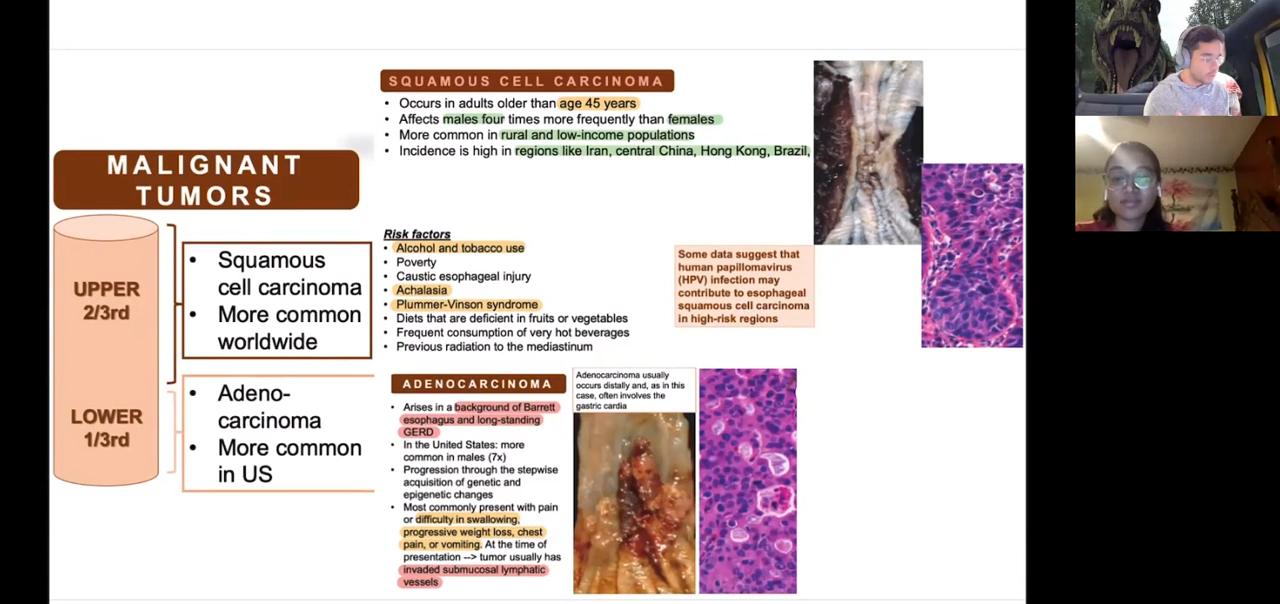 MALIGNANT
TUMORS
UPPER
2/3rd
• Squamous
cell carcinoma
• More common
worldwide
LOWER
1/3rd
• Adeno-
carcinoma
• More common
in US
SQUAMOUS CELL CARCINOMA
• Occurs in adults older than age 45 years
• Affects males four times more frequently than females
• More common in rural and low-income populations
• Incidence is high in regions like Iran, central China, Hong Kong, Brazil,
Risk factors
• Alcohol and tobacco use
• Poverty
• Caustic esophageal injury
• Achalasia
• Plummer-Vinson syndrome
• Diets that are deficient in fruits or vegetables
• Frequent consumption of very hot beverages
• Previous radiation to the mediastinum
Some data suggest that
human papillomavirus
(HPV) infection may
contribute to esophageal
squamous cell carcinoma
in high-risk regions
ADENOCARCINOMA
• Arises in a background of Barrett
esophagus and long-standing
GERD
• In the United States: more
common in males (7x)
• Progression through the stepwise
acquisition of genetic and
epigenetic changes
• Most commonly present with pain
or difficulty in swallowing,
progressive weight loss, chest
pain, or vomiting. At the time of
presentation --> tumor usually has
invaded submucosal lymphatic
vessels
Adenocarcinoma usually
occurs distally and, as in this
case, often involves the
gastric cardia